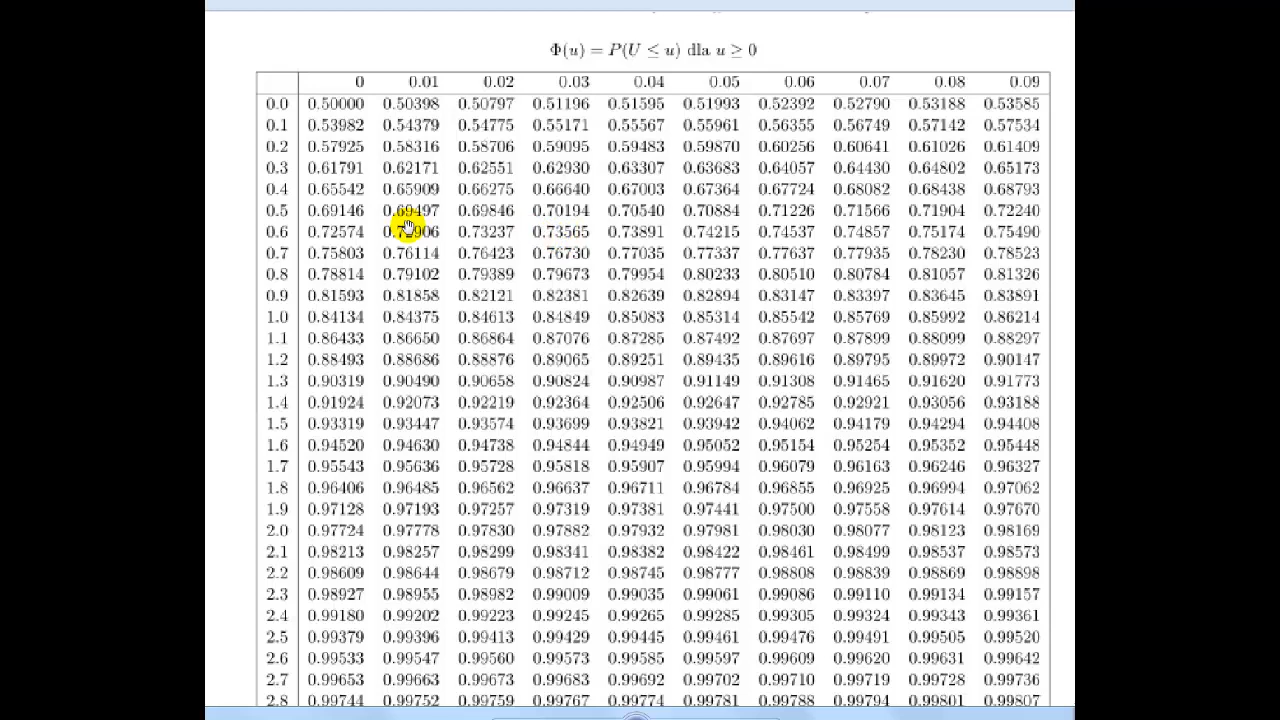 Φ(u) = P(U ≤ u) dla u ≥ 0
0 0.01 0.02 0.03 0.04 0.05 0.06 0.07 0.08 0.09
0.0 0.50000 0.50398 0.50797 0.51196 0.51595 0.51993 0.52392 0.52790 0.53188 0.53585
0.1 0.53982 0.54379 0.54775 0.55171 0.55567 0.55961 0.56355 0.56749 0.57142 0.57534
0.2 0.57925 0.58316 0.58706 0.59095 0.59483 0.59870 0.60256 0.60641 0.61026 0.61409
0.3 0.61791 0.62171 0.62551 0.62930 0.63307 0.63683 0.64057 0.64430 0.64802 0.65173
0.4 0.65542 0.65909 0.66275 0.66640 0.67003 0.67364 0.67724 0.68082 0.68438 0.68793
0.5 0.69146 0.69497 0.69846 0.70194 0.70540 0.70884 0.71226 0.71566 0.71904 0.72240
0.6 0.72574 0.72906 0.73237 0.73565 0.73891 0.74215 0.74537 0.74857 0.75174 0.75490
0.7 0.75803 0.76114 0.76423 0.76730 0.77035 0.77337 0.77637 0.77935 0.78230 0.78523
0.8 0.78814 0.79102 0.79389 0.79673 0.79954 0.80233 0.80510 0.80784 0.81057 0.81326
0.9 0.81593 0.81858 0.82121 0.82381 0.82639 0.82894 0.83147 0.83397 0.83645 0.83891
1.0 0.84134 0.84375 0.84613 0.84849 0.85083 0.85314 0.85542 0.85769 0.85992 0.86214
1.1 0.86433 0.86650 0.86864 0.87076 0.87285 0.87492 0.87697 0.87899 0.88099 0.88297
1.2 0.88493 0.88686 0.88876 0.89065 0.89251 0.89435 0.89616 0.89795 0.89972 0.90147
1.3 0.90319 0.90490 0.90658 0.90824 0.90987 0.91149 0.91308 0.91465 0.91620 0.91773
1.4 0.91924 0.92073 0.92219 0.92364 0.92506 0.92647 0.92785 0.92921 0.93056 0.93188
1.5 0.93319 0.93447 0.93574 0.93699 0.93821 0.93942 0.94062 0.94179 0.94294 0.94408
1.6 0.94520 0.94630 0.94738 0.94844 0.94949 0.95052 0.95154 0.95254 0.95352 0.95448
1.7 0.95543 0.95636 0.95728 0.95818 0.95907 0.95994 0.96079 0.96163 0.96246 0.96327
1.8 0.96406 0.96485 0.96562 0.96637 0.96711 0.96784 0.96855 0.96925 0.96994 0.97062
1.9 0.97128 0.97193 0.97257 0.97319 0.97381 0.97441 0.97500 0.97558 0.97614 0.97670
2.0 0.97724 0.97778 0.97830 0.97882 0.97932 0.97981 0.98030 0.98077 0.98123 0.98169
2.1 0.98213 0.98257 0.98299 0.98341 0.98382 0.98422 0.98461 0.98499 0.98537 0.98573
2.2 0.98609 0.98644 0.98679 0.98712 0.98745 0.98777 0.98808 0.98839 0.98869 0.98898
2.3 0.98927 0.98955 0.98982 0.99009 0.99035 0.99061 0.99086 0.99110 0.99134 0.99157
2.4 0.99180 0.99202 0.99223 0.99245 0.99265 0.99285 0.99305 0.99324 0.99343 0.99361
2.5 0.99379 0.99396 0.99413 0.99429 0.99445 0.99461 0.99476 0.99491 0.99505 0.99520
2.6 0.99533 0.99547 0.99560 0.99573 0.99585 0.99597 0.99609 0.99620 0.99631 0.99642
2.7 0.99653 0.99663 0.99673 0.99683 0.99692 0.99702 0.99710 0.99719 0.99728 0.99736
2.8 0.99744 0.99752 0.99759 0.99767 0.99774 0.99781 0.99788 0.99794 0.99801 0.99807